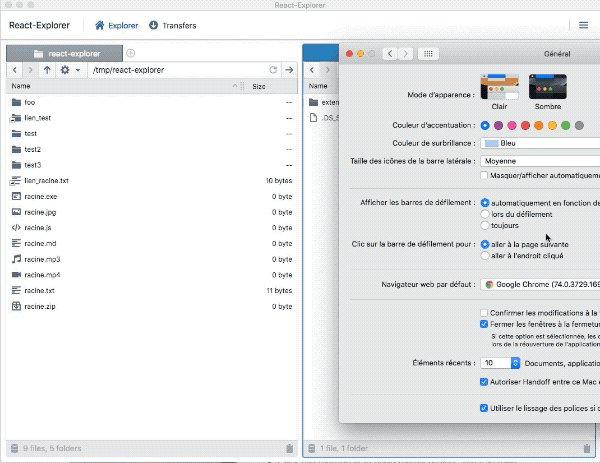 React-Explorer
React-Explorer
Explorer
Transfers
react-explorer
/tmp/react-explorer
Name
Size
foo
--
lien_test
--
test
--
test2
--
test3
--
lien_racine.txt
10 bytes
racine.exe
0 byte
racine.jpg
0 byte
racine.js
0 byte
racine.md
0 byte
racine.mp3
0 byte
racine.mp4
0 byte
racine.txt
11 bytes
racine.zip
0 byte
9 files, 5 folders
Name
exten
.DS_S
1 file, 1 folder
Général
Mode d'apparence :
Clair
Sombre
Couleur d'accentuation :
Couleur de surbrillance :
Bleu
Taille des icônes de la barre latérale :
Moyenne
Masquer/afficher automatiqueme
Afficher les barres de défilement :
automatiquement en fonction de
lors du défilement
toujours
Clic sur la barre de défilement pour :
aller à la page suivante
aller à l'endroit cliqué
Navigateur web par défaut :
Google Chrome (74.0.3729.169
Confirmer les modifications à la
Fermer les fenêtres à la fermetur
Si cette option est sélectionnée, les
lors de la réouverture de l'application
Éléments récents :
10
Documents, applicatio
Autoriser Handoff entre ce Mac e
Utiliser le lissage des polices si